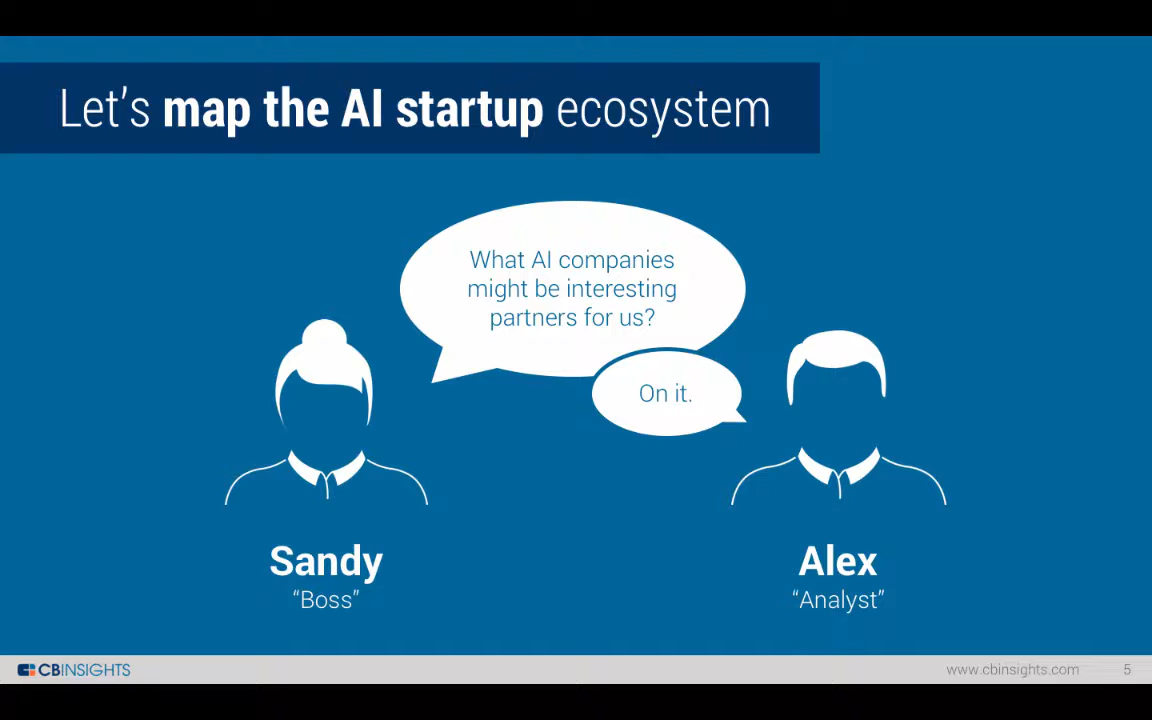 Let's map the AI startup ecosystem
What AI companies
might be interesting
partners for us?
On it.
Sandy
“Boss”
Alex
“Analyst”
CBINSIGHTS
www.cbinsights.com
5